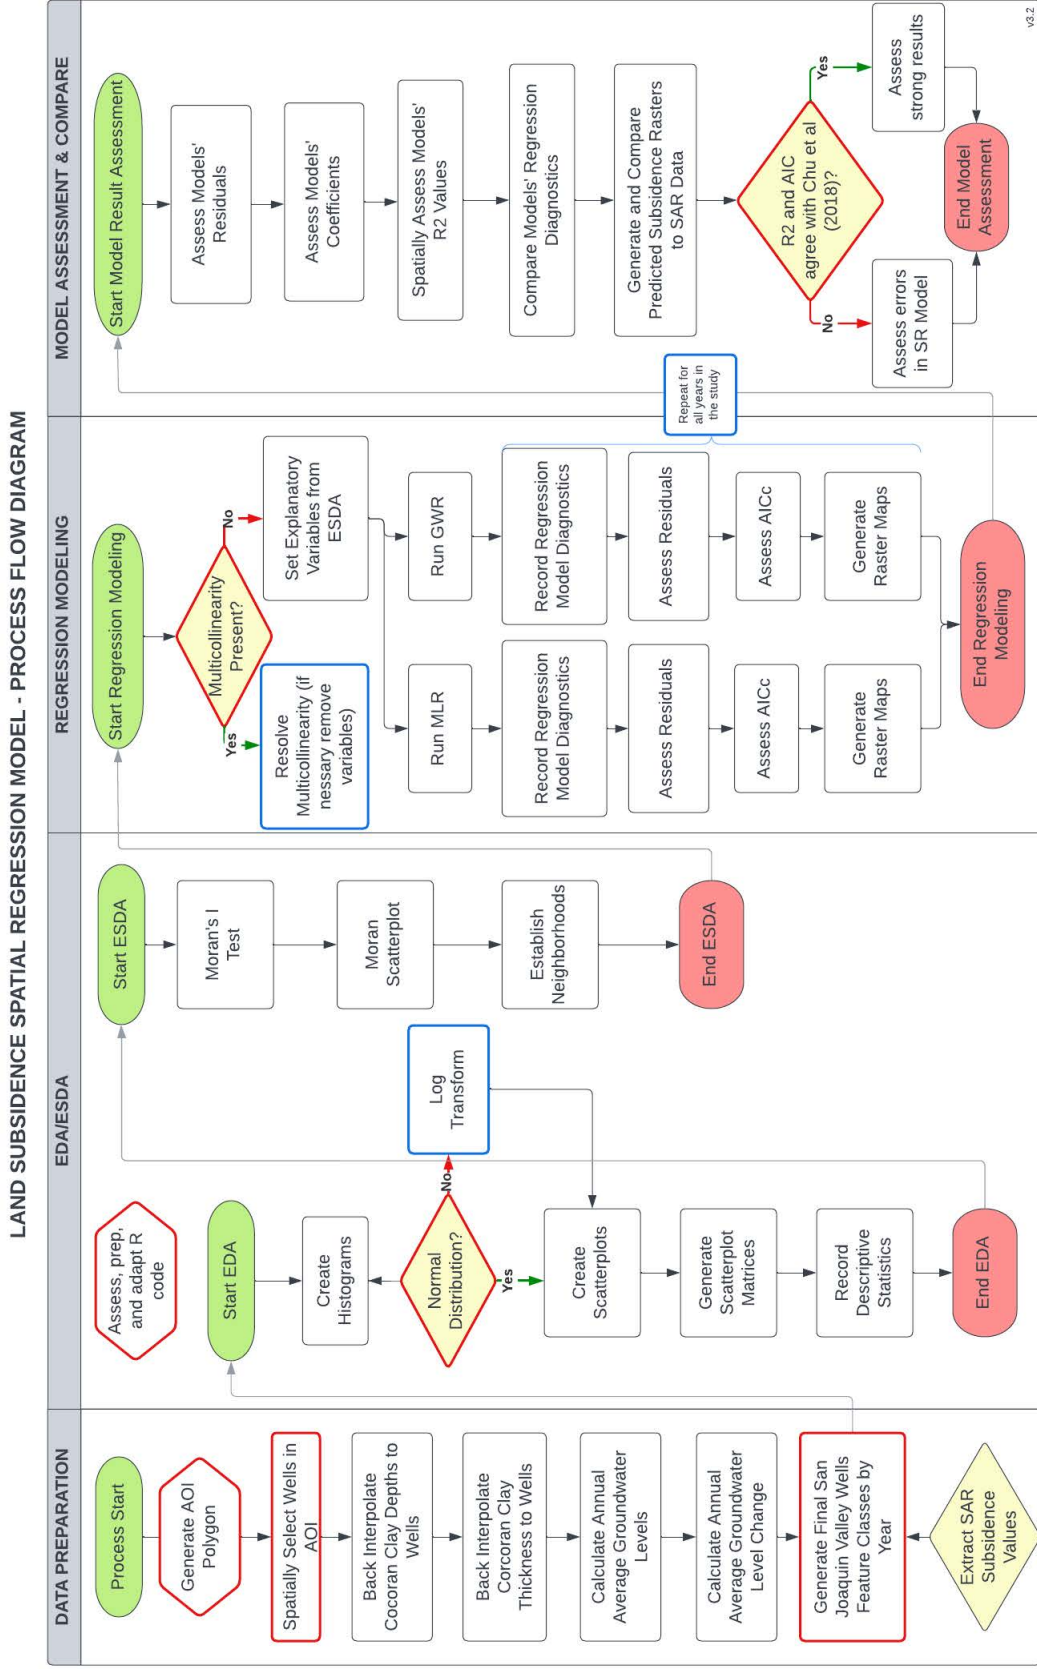 LAND SUBSIDENCE SPATIAL REGRESSION MODEL - PROCESS FLOW DIAGRAM
DATA PREPARATION
Process Start
Generate AOI
Polygon
Spatially Select Wells in
AOI
Back Interpolate
Cocoran Clay Depths to
Wells
Back Interpolate
Corcoran Clay
Thickness to Wells
Calculate Annual
Average Groundwater
Levels
Calculate Annual
Average Groundwater
Level Change
Generate Final San
Joaquin Valley Wells
Feature Classes by
Year
Extract SAR
Subsidence
Values
EDA/ESDA
Assess, prep,
and adapt R
code
Start EDA
Create
Histograms
Normal
Distribution?
No
Yes
Log
Transform
Create
Scatterplots
Generate
Scatterplot
Matrices
Record
Descriptive
Statistics
End EDA
Start ESDA
Moran's I
Test
Moran
Scatterplot
Establish
Neighborhoods
End ESDA
REGRESSION MODELING
Start Regression Modeling
Multicollinearity
Present?
Yes
No
Resolve
Multicollinearity (if
nessary remove
variables)
Set Explanatory
Variables from
ESDA
Run MLR
Record Regression
Model Diagnostics
Assess Residuals
Assess AICc
Generate
Raster Maps
Run GWR
Record Regression
Model Diagnostics
Assess Residuals
Assess AICc
Generate
Raster Maps
Repeat for
all years in
the study
End Regression
Modeling
MODEL ASSESSMENT & COMPARE
Start Model Result Assessment
Assess Models'
Residuals
Assess Models'
Coefficients
Spatially Assess Models'
R2 Values
Compare Models' Regression
Diagnostics
Generate and Compare
Predicted Subsidence Rasters
to SAR Data
R2 and AIC
agree with Chu et al
(2018)?
No
Yes
Assess errors
in SR Model
Assess
strong results
End Model
Assessment
v3.2